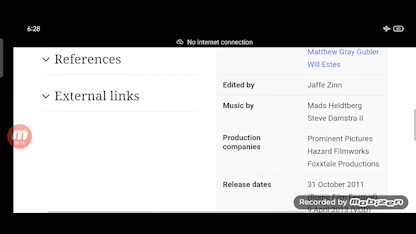 6:28
No internet connection
References
External links
Matthew Gray Gubler
Will Estes
Edited by
Jaffe Zinn
Music by
Mads Heldtberg
Steve Damstra II
Production
companies
Prominent Pictures
Hazard Filmworks
Foxxtale Productions
Release dates
31 October 2011
Recorded by Mobizen